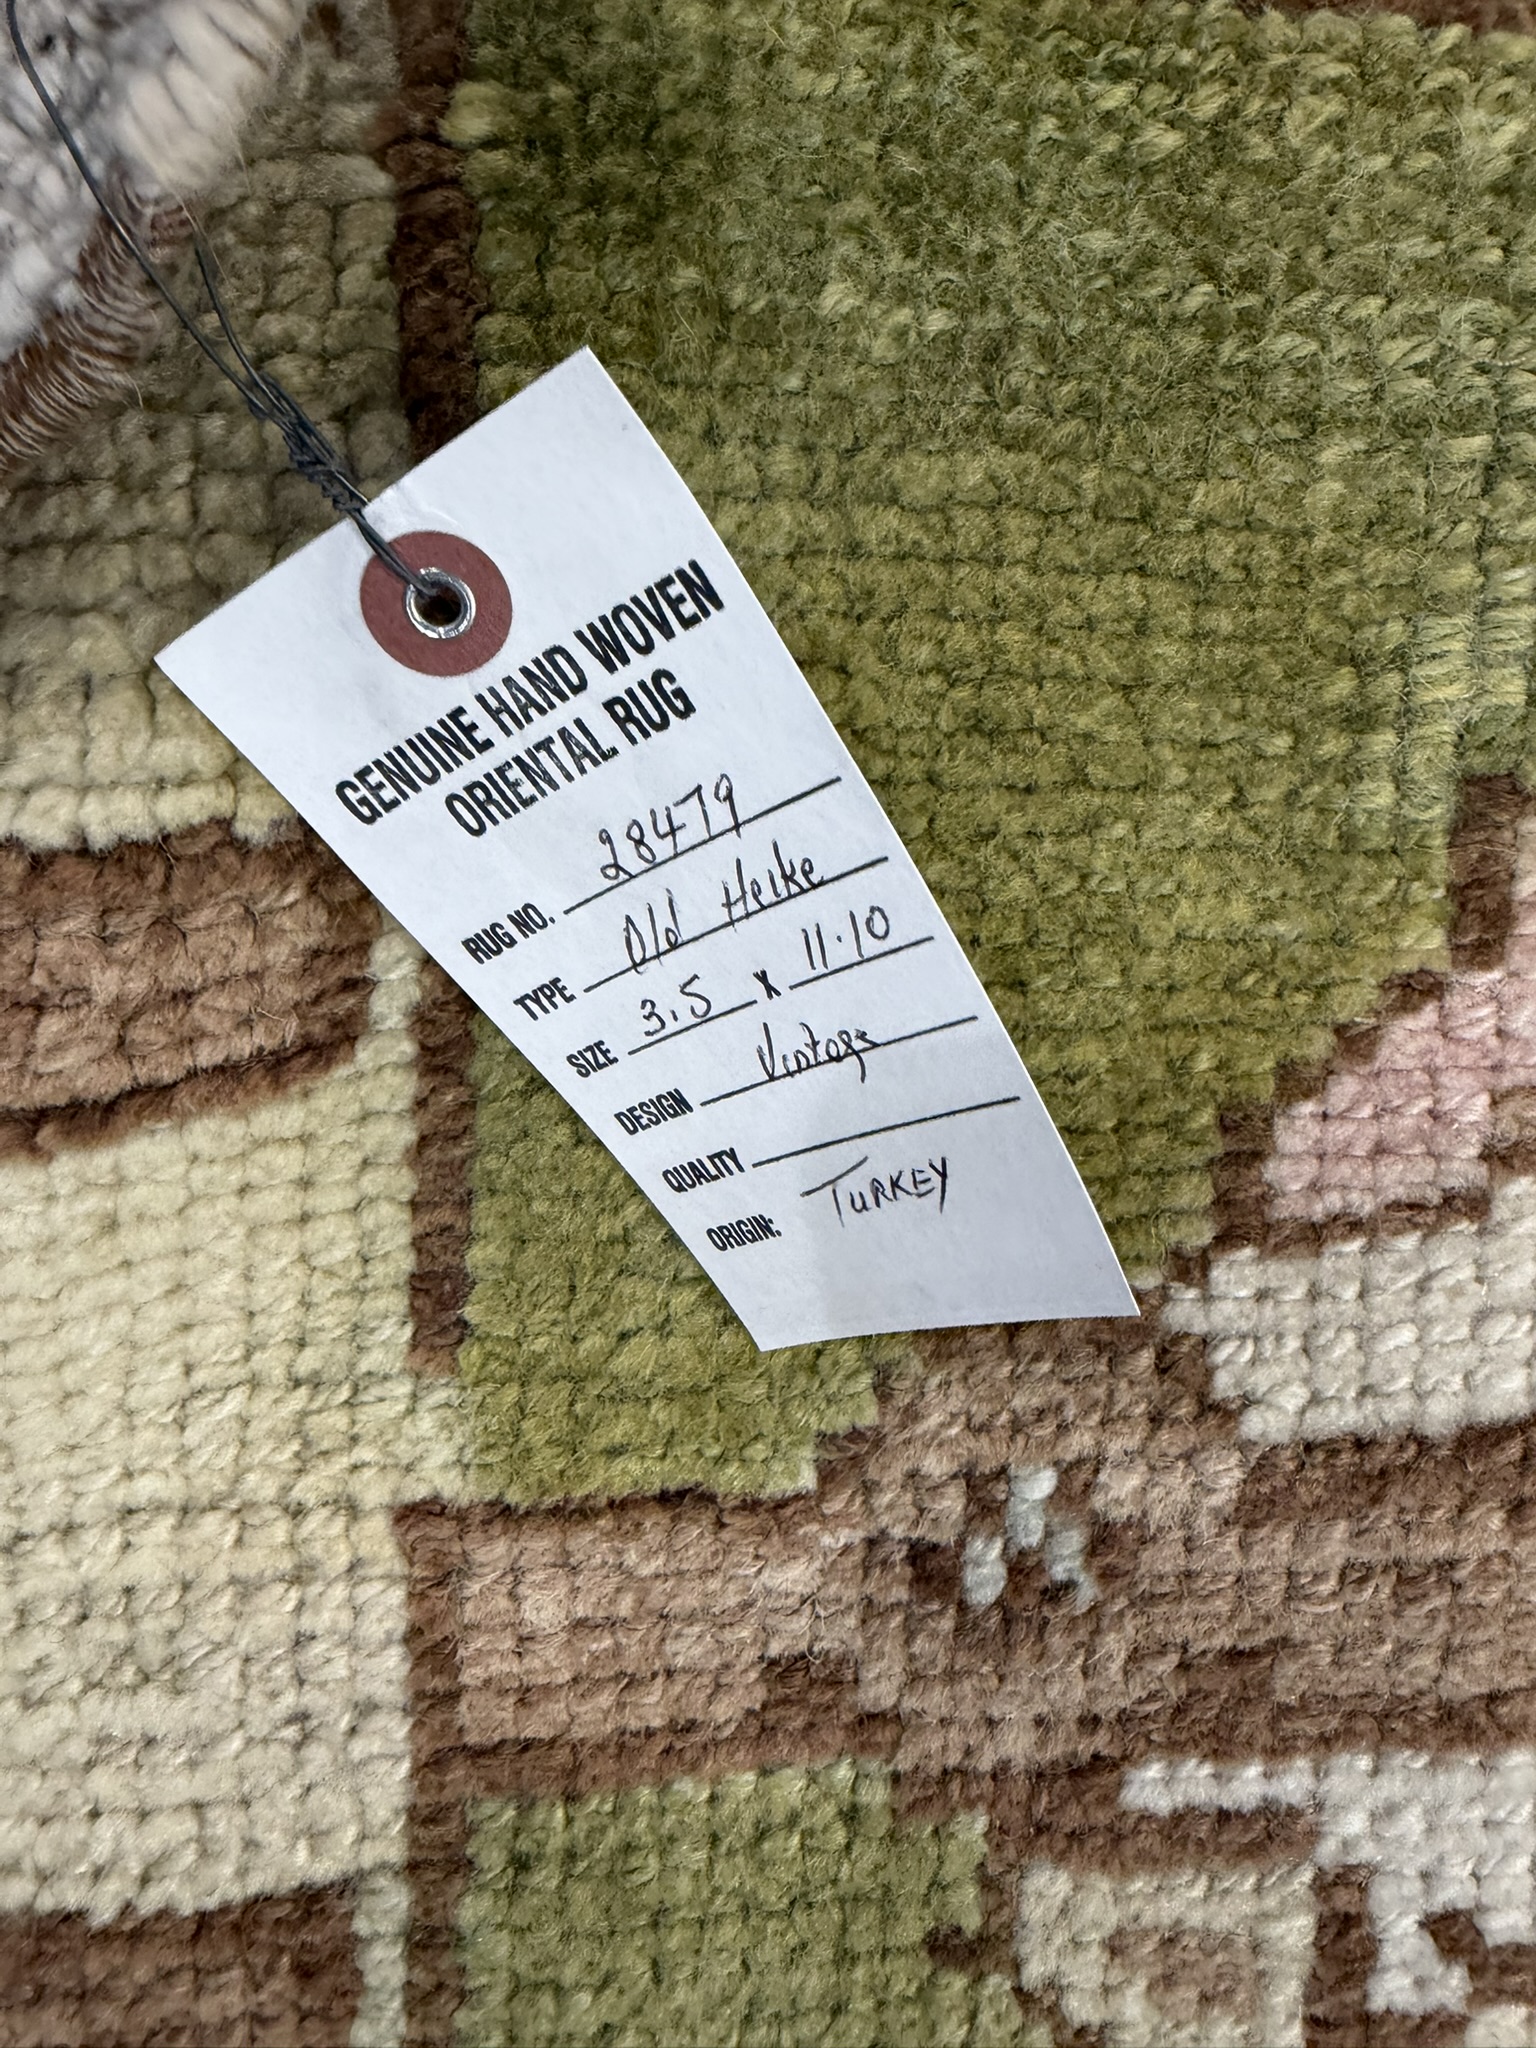 GENUINE HAND WOVEN
ORIENTAL RUG
RUG NO. 28479
TYPE Old Heike
SIZE 3.5 x 11.10
DESIGN Vintage
QUALITY
ORIGIN: TURKEY